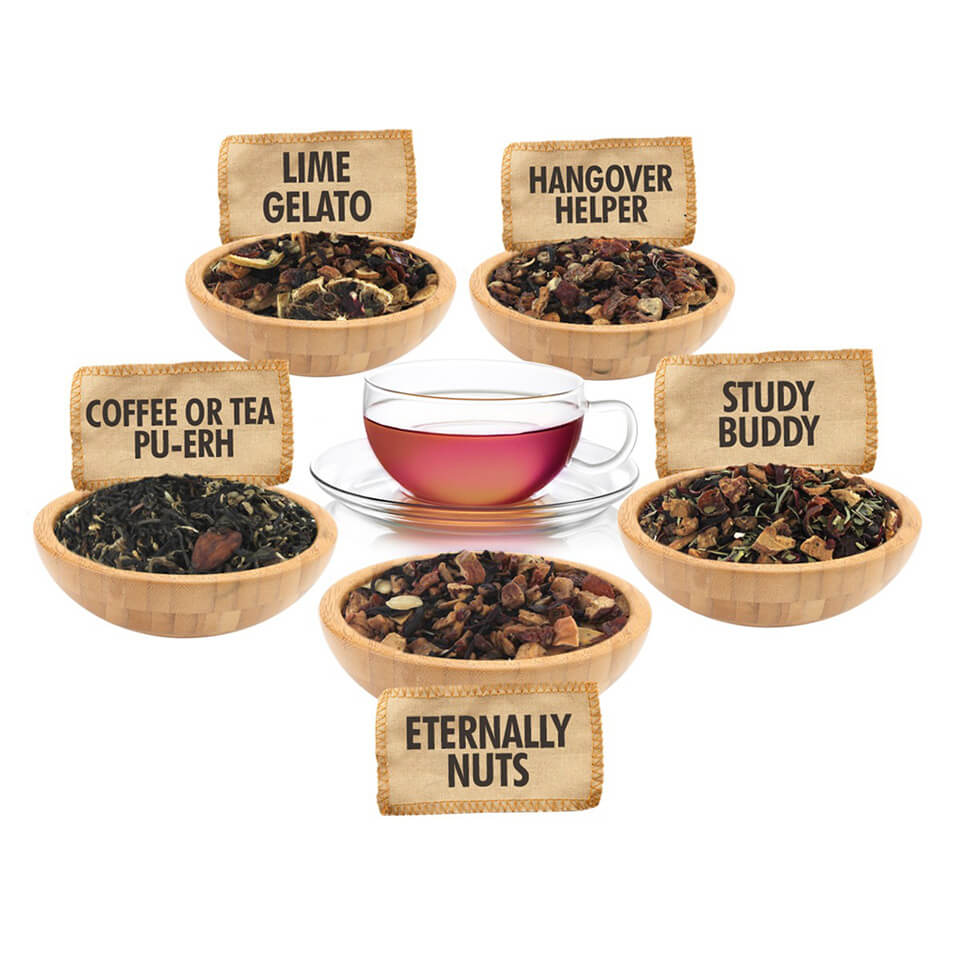 LIME
GELATO
HANGOVER
HELPER
COFFEE OR TEA
PU-ERH
STUDY
BUDDY
ETERNALLY
NUTS